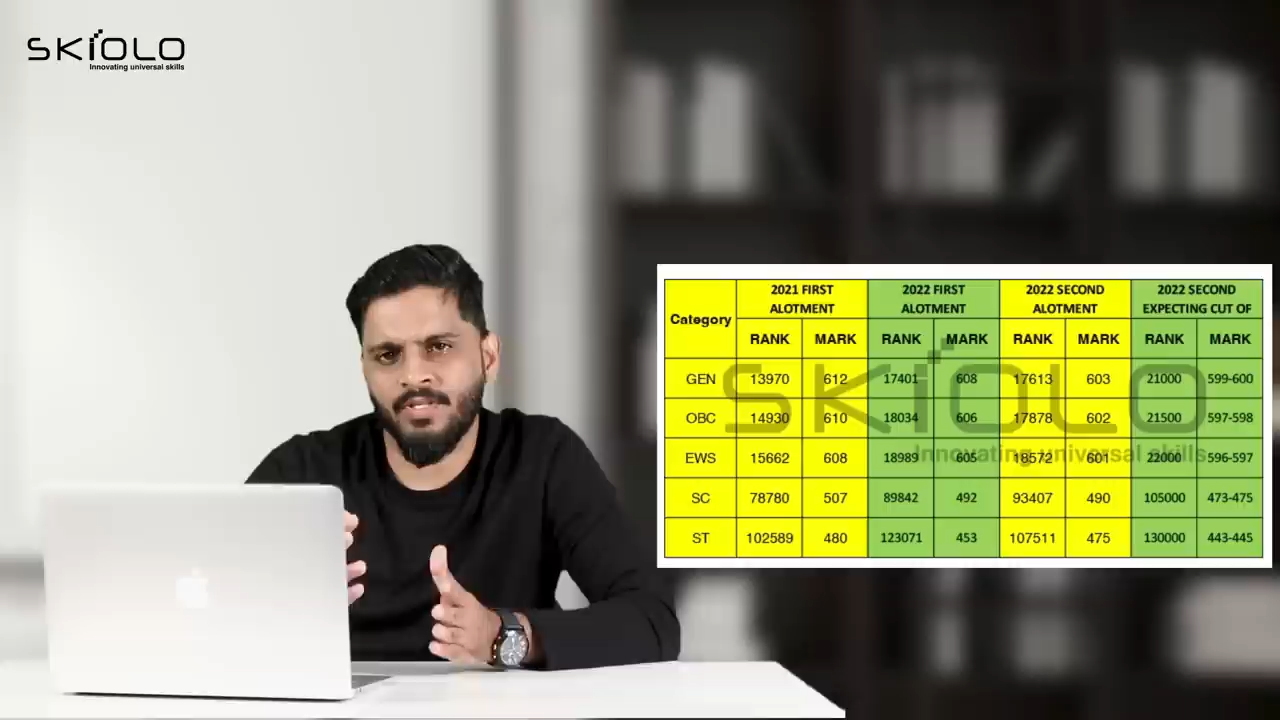 SKIOLO
Innovating universal skills
Category
2021 FIRST
ALOTMENT
2022 FIRST
ALOTMENT
2022 SECOND
ALOTMENT
2022 SECOND
EXPECTING CUT OF
RANK MARK RANK MARK RANK MARK RANK MARK
GEN 13970 612 17401 608 17613 603 21000 599-600
OBC 14930 610 18034 606 17878 602 21500 597-598
EWS 15662 608 18989 605 18572 601 22000 596-597
SC 78780 507 89842 492 93407 490 105000 473-475
ST 102589 480 123071 453 107511 475 130000 443-445
SKIOLO
Innovating universal skills